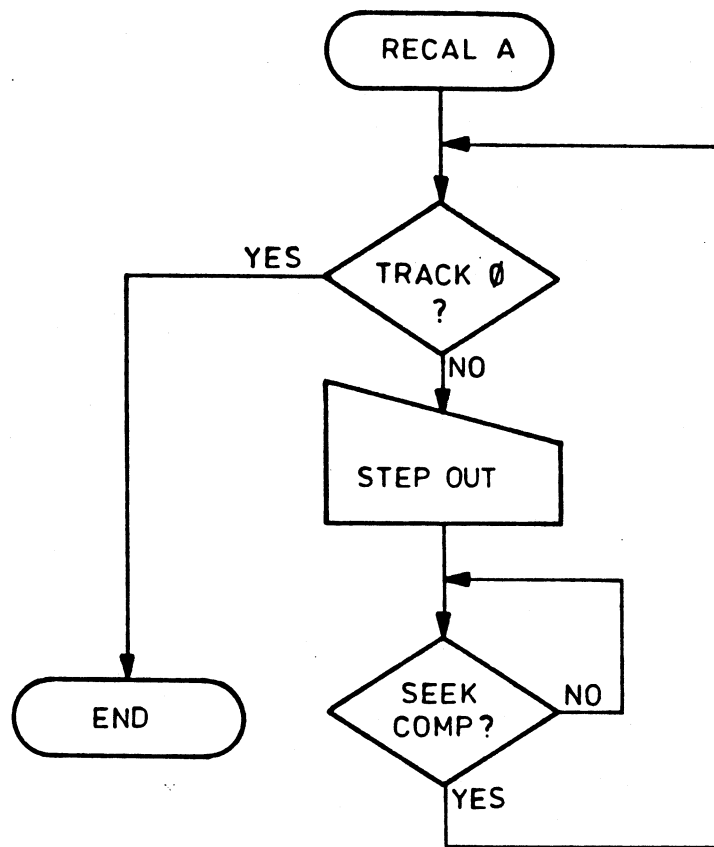 RECAL A
YES
TRACK Ø
?
NO
STEP OUT
SEEK
COMP?
NO
END
YES